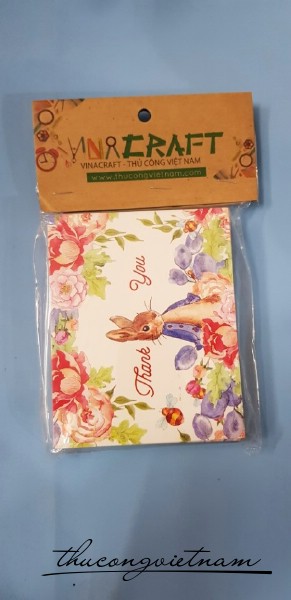 VINACRAFT
VINACRAFT - THỦ CÔNG VIỆT NAM
www.thucongvietnam.com
Thank You
thucongvietnam